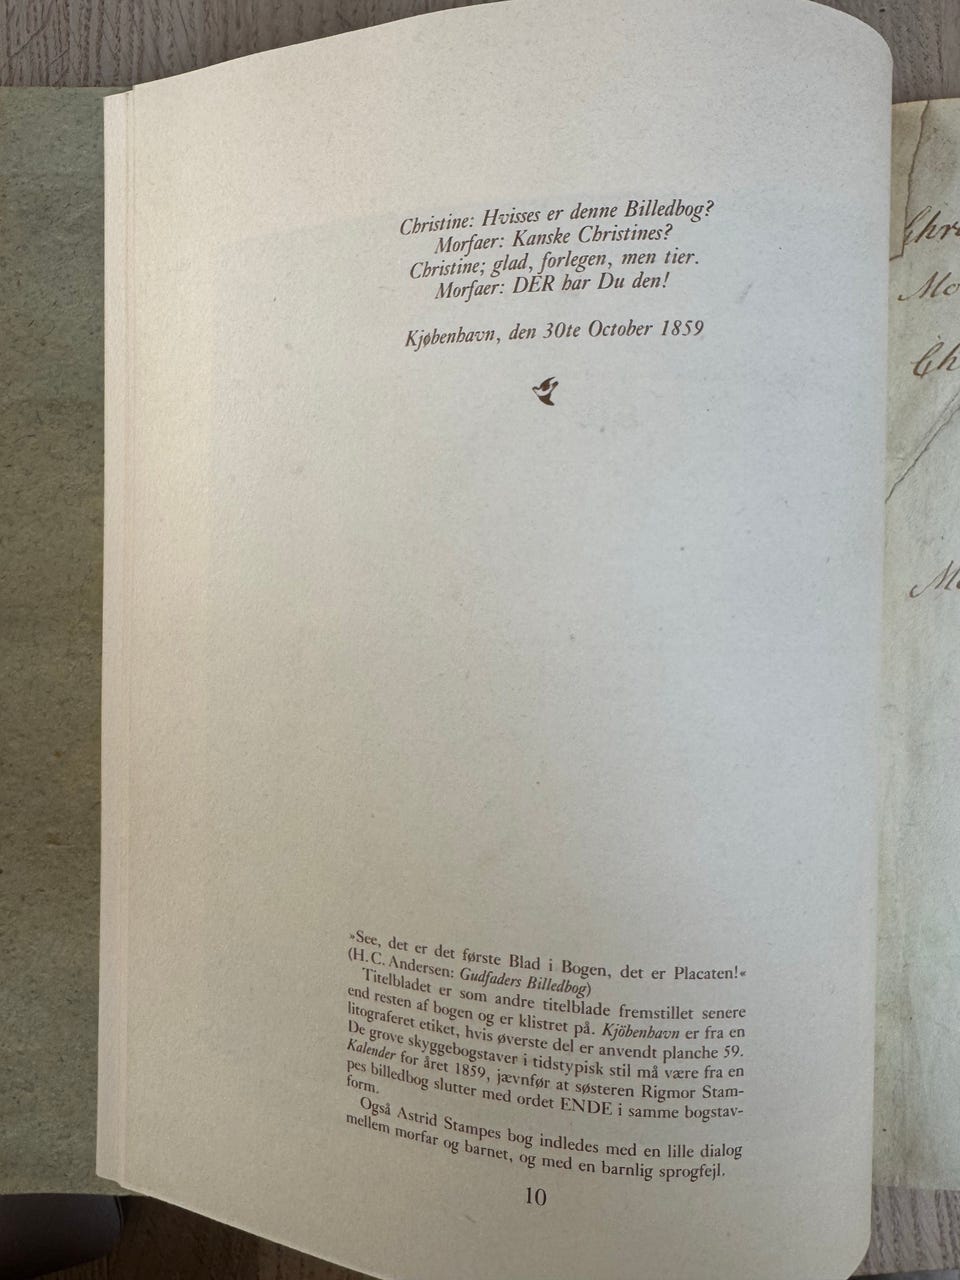 Christine: Hvisses er denne Billedbog?
Morfaer: Kanske Christines?
Christine; glad, forlegen, men tier.
Morfaer: DER har Du den!
Kjøbenhavn, den 30te October 1859
»See, det er det første Blad i Bogen, det er Placaten!«
(H.C. Andersen: Gudfaders Billedbog)
Titelbladet er som andre titelblade fremstillet senere
end resten af bogen og er klistret på. Kjöbenhavn er fra en
litograferet etiket, hvis øverste del er anvendt planche 59.
De grove skyggebogstaver i tidstypisk stil må være fra en
Kalender for året 1859, jævnfør at søsteren Rigmor Stam-
pes billedbog slutter med ordet ENDE i samme bogstav-
form.
Også Astrid Stampes bog indledes med en lille dialog
mellem morfar og barnet, og med en barnlig sprogfejl.
10